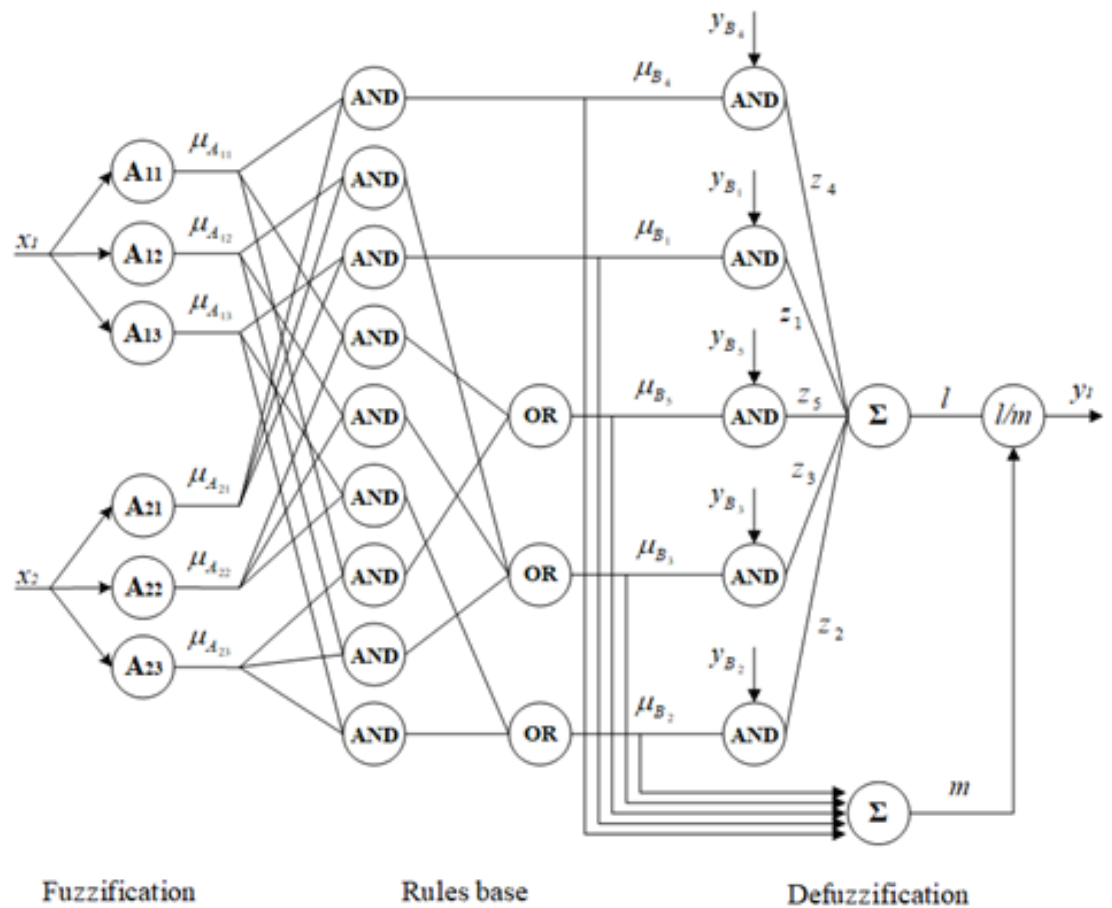 y_{B_4}
AND μ_{B_4} AND
A11 μ_{A_{11}}
AND y_{B_1} z_4
x_1 A12 μ_{A_{12}}
AND μ_{B_1} AND
A13 μ_{A_{13}}
AND y_{B_5} z_1
AND OR μ_{B_5} AND z_5 Σ l l/m y_1
A21 μ_{A_{21}}
AND y_{B_3} z_3
x_2 A22 μ_{A_{22}}
AND OR μ_{B_3} AND
A23 μ_{A_{23}}
AND y_{B_2} z_2
AND OR μ_{B_2} AND
Σ m
Fuzzification Rules base Defuzzification